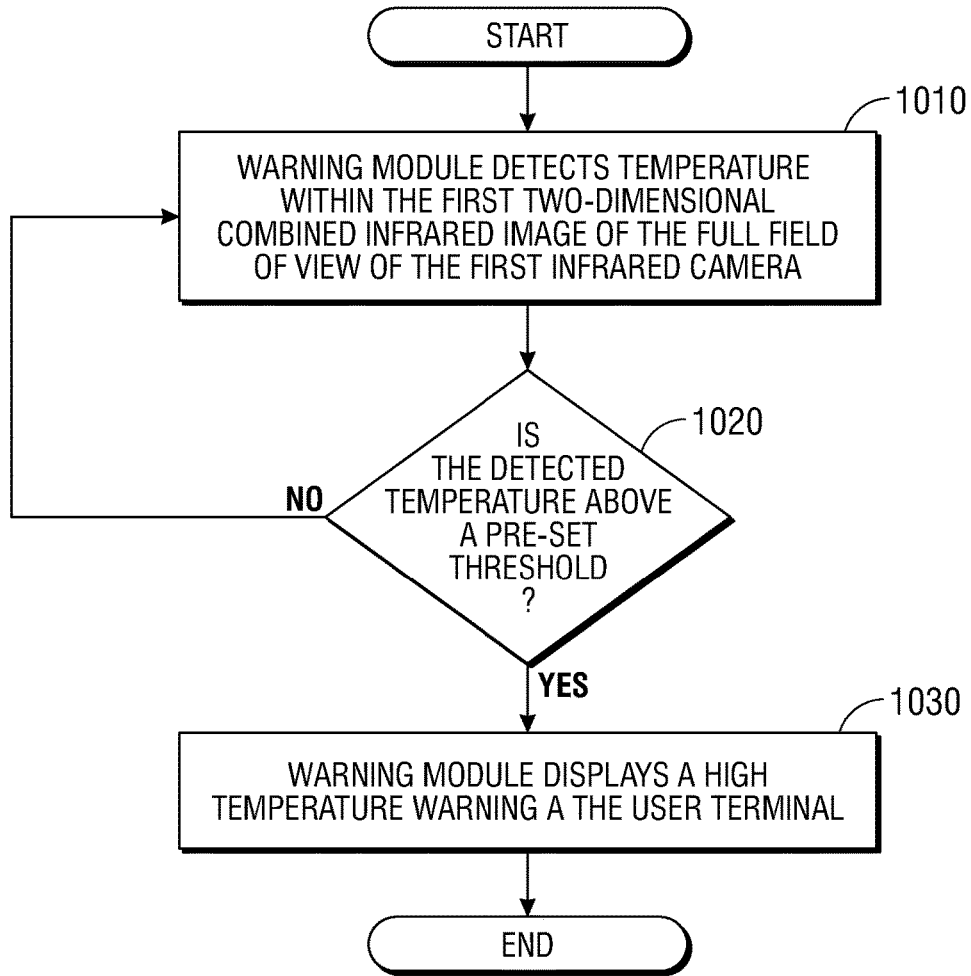 START
1010
WARNING MODULE DETECTS TEMPERATURE
WITHIN THE FIRST TWO-DIMENSIONAL
COMBINED INFRARED IMAGE OF THE FULL FIELD
OF VIEW OF THE FIRST INFRARED CAMERA
1020
IS
THE DETECTED
TEMPERATURE ABOVE
A PRE-SET
THRESHOLD
?
NO
YES
1030
WARNING MODULE DISPLAYS A HIGH
TEMPERATURE WARNING A THE USER TERMINAL
END